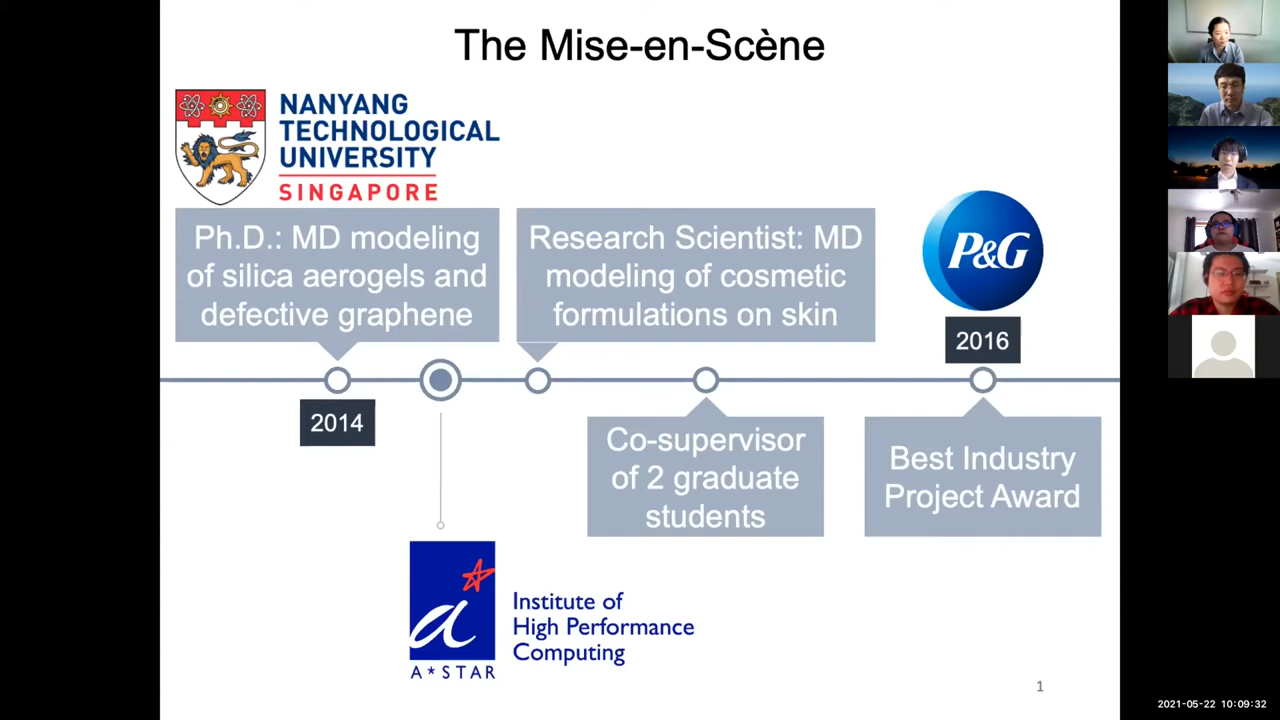 The Mise-en-Scène
NANYANG
TECHNOLOGICAL
UNIVERSITY
SINGAPORE
Ph.D.: MD modeling
of silica aerogels and
defective graphene
Research Scientist: MD
modeling of cosmetic
formulations on skin
P&G
2016
2014
Co-supervisor
of 2 graduate
students
Best Industry
Project Award
a
A*STAR
Institute of
High Performance
Computing
1
2021-05-22 10:09:32